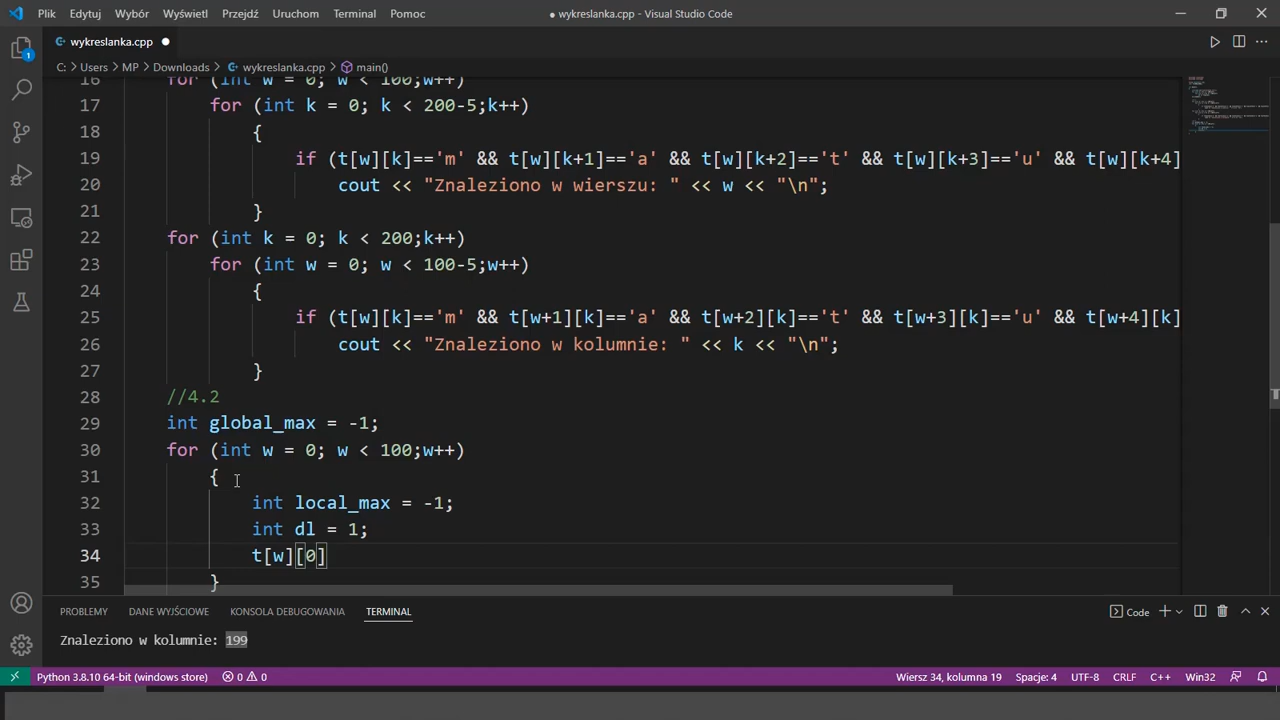 Plik Edytuj Wybór Wyświetl Przejdź Uruchom Terminal Pomoc
● wykreslanka.cpp - Visual Studio Code
wykreslanka.cpp ●
C: > Users > MP > Downloads > wykreslanka.cpp > main()
16 for (int w = 0; w < 100;w++)
17 for (int k = 0; k < 200-5;k++)
18 {
19 if (t[w][k]=='m' && t[w][k+1]=='a' && t[w][k+2]=='t' && t[w][k+3]=='u' && t[w][k+4]
20 cout << "Znaleziono w wierszu: " << w << "\n";
21 }
22 for (int k = 0; k < 200;k++)
23 for (int w = 0; w < 100-5;w++)
24 {
25 if (t[w][k]=='m' && t[w+1][k]=='a' && t[w+2][k]=='t' && t[w+3][k]=='u' && t[w+4][k]
26 cout << "Znaleziono w kolumnie: " << k << "\n";
27 }
28 //4.2
29 int global_max = -1;
30 for (int w = 0; w < 100;w++)
31 {
32 int local_max = -1;
33 int dl = 1;
34 t[w][0]
35 }
PROBLEMY DANE WYJŚCIOWE KONSOLA DEBUGOWANIA TERMINAL
Code
Znaleziono w kolumnie: 199
1
Python 3.8.10 64-bit (windows store) 0 0
Wiersz 34, kolumna 19 Spacje: 4 UTF-8 CRLF C++ Win32